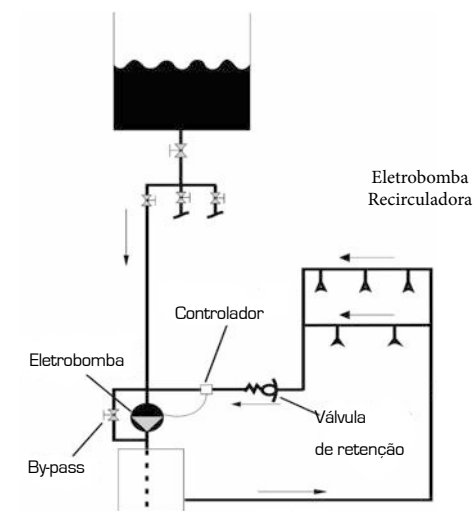 Eletrobomba
Recirculadora
Controlador
Eletrobomba
Válvula
de retenção
By-pass